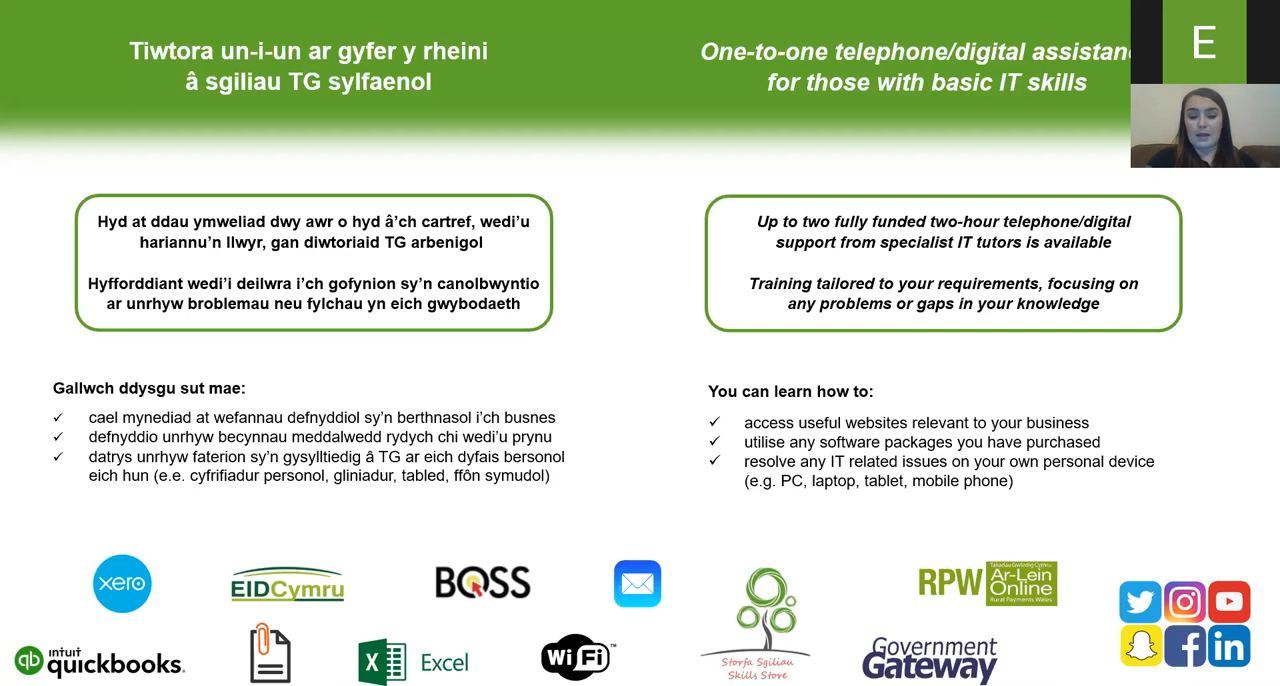 Tiwtora un-i-un ar gyfer y rheini
â sgiliau TG sylfaenol
One-to-one telephone/digital
for those with basic IT skills
E
Hyd at ddau ymweliad dwy awr o hyd â'ch cartref, wedi'u
hariannu'n llwyr, gan diwtoriaid TG arbenigol
Hyfforddiant wedi'i deilwra i'ch gofynion sy'n canolbwyntio
ar unrhyw broblemau neu fylchau yn eich gwybodaeth
Up to two fully funded two-hour telephone/digital
support from specialist IT tutors is available
Training tailored to your requirements, focusing on
any problems or gaps in your knowledge
Gallwch ddysgu sut mae:
✓ cael mynediad at wefannau defnyddiol sy'n berthnasol i'ch busnes
✓ defnyddio unrhyw becynnau meddalwedd rydych chi wedi'u prynu
✓ datrys unrhyw faterion sy'n gysylltiedig â TG ar eich dyfais bersonol
eich hun (e.e. cyfrifiadur personol, gliniadur, tabled, ffôn symudol)
You can learn how to:
✓ access useful websites relevant to your business
✓ utilise any software packages you have purchased
✓ resolve any IT related issues on your own personal device
(e.g. PC, laptop, tablet, mobile phone)
xero
EIDCymru
BOSS
RPW
Taliadau Gwledig Cymru
Ar-Lein
Online
Rural Payments Wales
qb
intuit
quickbooks.
X
Excel
Wi Fi ™
Storfa Sgiliau
Skills Store
Government
Gateway
f
in